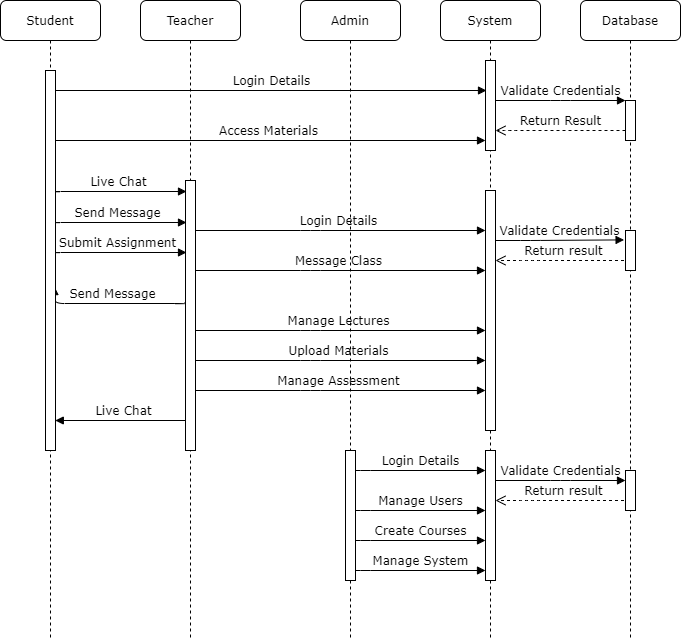 Student
Teacher
Admin
System
Database
Login Details
Validate Credentials
Return Result
Access Materials
Live Chat
Send Message
Login Details
Validate Credentials
Submit Assignment
Return result
Message Class
Send Message
Manage Lectures
Upload Materials
Manage Assessment
Live Chat
Login Details
Validate Credentials
Return result
Manage Users
Create Courses
Manage System